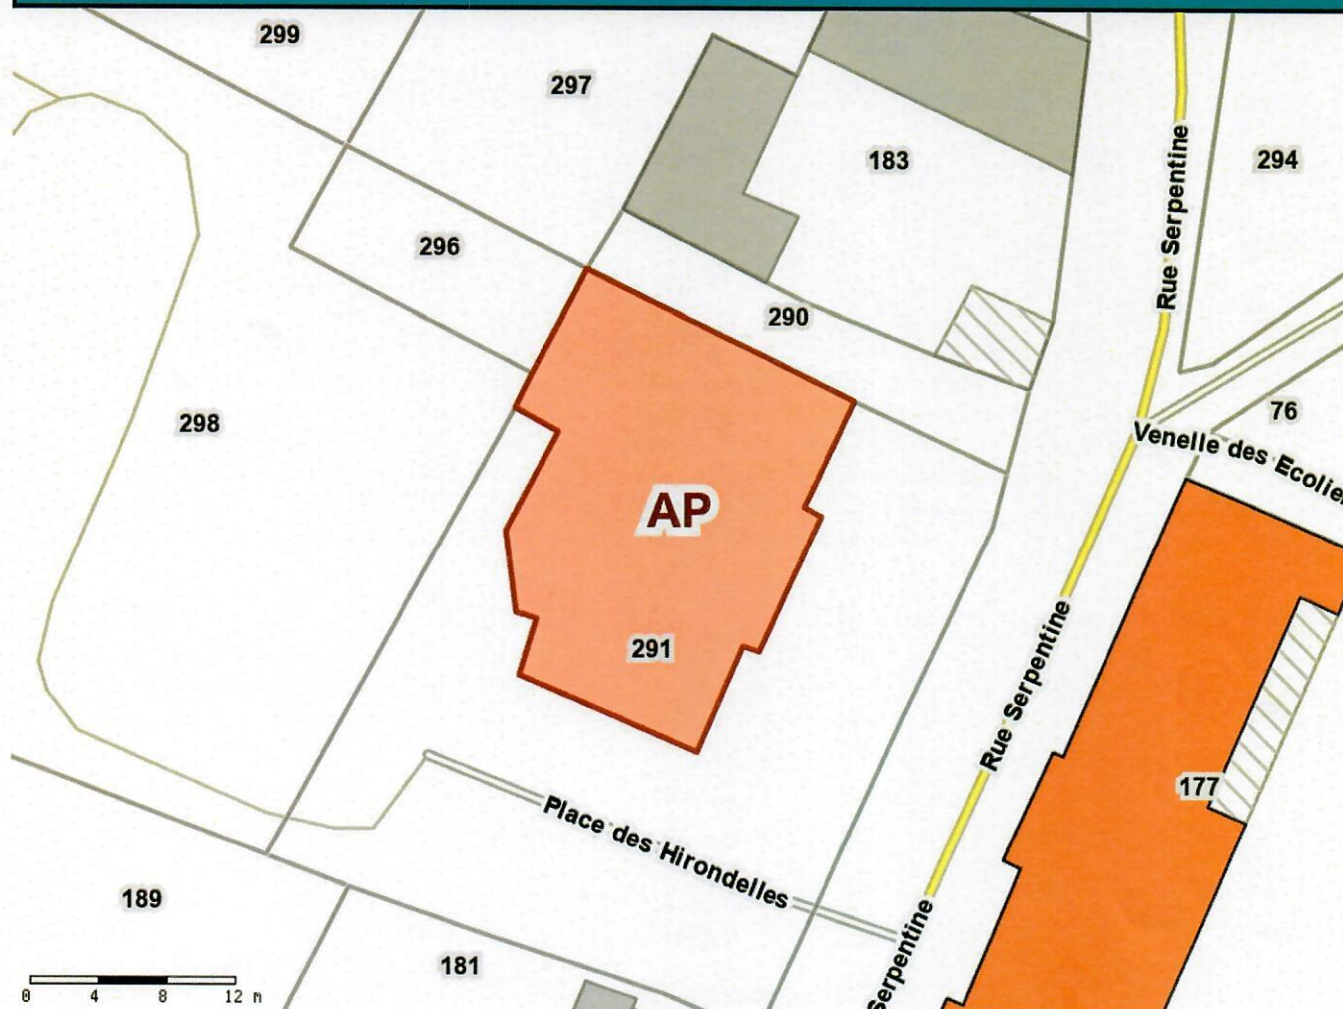 299
297
183
294
Rue Serpentine
296
290
298
76
Venelle des Ecolie
AP
291
Rue Serpentine
177
Place des Hirondelles
189
181
Serpentine
0 4 8 12 m